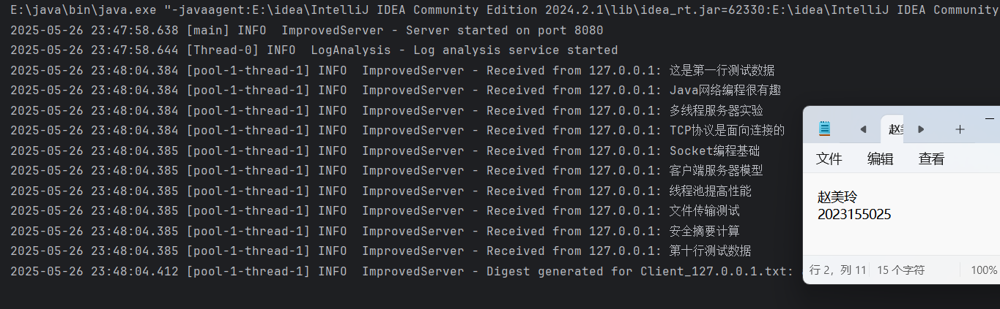 E:\java\bin\java.exe "-javaagent:E:\idea\IntelliJ IDEA Community Edition 2024.2.1\lib\idea_rt.jar=62330:E:\idea\IntelliJ IDEA Community
2025-05-26 23:47:58.638 [main] INFO  ImprovedServer - Server started on port 8080
2025-05-26 23:47:58.644 [Thread-0] INFO  LogAnalysis - Log analysis service started
2025-05-26 23:48:04.384 [pool-1-thread-1] INFO  ImprovedServer - Received from 127.0.0.1: 这是第一行测试数据
2025-05-26 23:48:04.384 [pool-1-thread-1] INFO  ImprovedServer - Received from 127.0.0.1: Java网络编程很有趣
2025-05-26 23:48:04.384 [pool-1-thread-1] INFO  ImprovedServer - Received from 127.0.0.1: 多线程服务器实验
2025-05-26 23:48:04.384 [pool-1-thread-1] INFO  ImprovedServer - Received from 127.0.0.1: TCP协议是面向连接的
2025-05-26 23:48:04.385 [pool-1-thread-1] INFO  ImprovedServer - Received from 127.0.0.1: Socket编程基础
2025-05-26 23:48:04.385 [pool-1-thread-1] INFO  ImprovedServer - Received from 127.0.0.1: 客户端服务器模型
2025-05-26 23:48:04.385 [pool-1-thread-1] INFO  ImprovedServer - Received from 127.0.0.1: 线程池提高性能
2025-05-26 23:48:04.385 [pool-1-thread-1] INFO  ImprovedServer - Received from 127.0.0.1: 文件传输测试
2025-05-26 23:48:04.385 [pool-1-thread-1] INFO  ImprovedServer - Received from 127.0.0.1: 安全摘要计算
2025-05-26 23:48:04.385 [pool-1-thread-1] INFO  ImprovedServer - Received from 127.0.0.1: 第十行测试数据
2025-05-26 23:48:04.412 [pool-1-thread-1] INFO  ImprovedServer - Digest generated for Client_127.0.0.1.txt:
赵
文件 编辑 查看
赵美玲
2023155025
行 2，列 11 15 个字符 100%